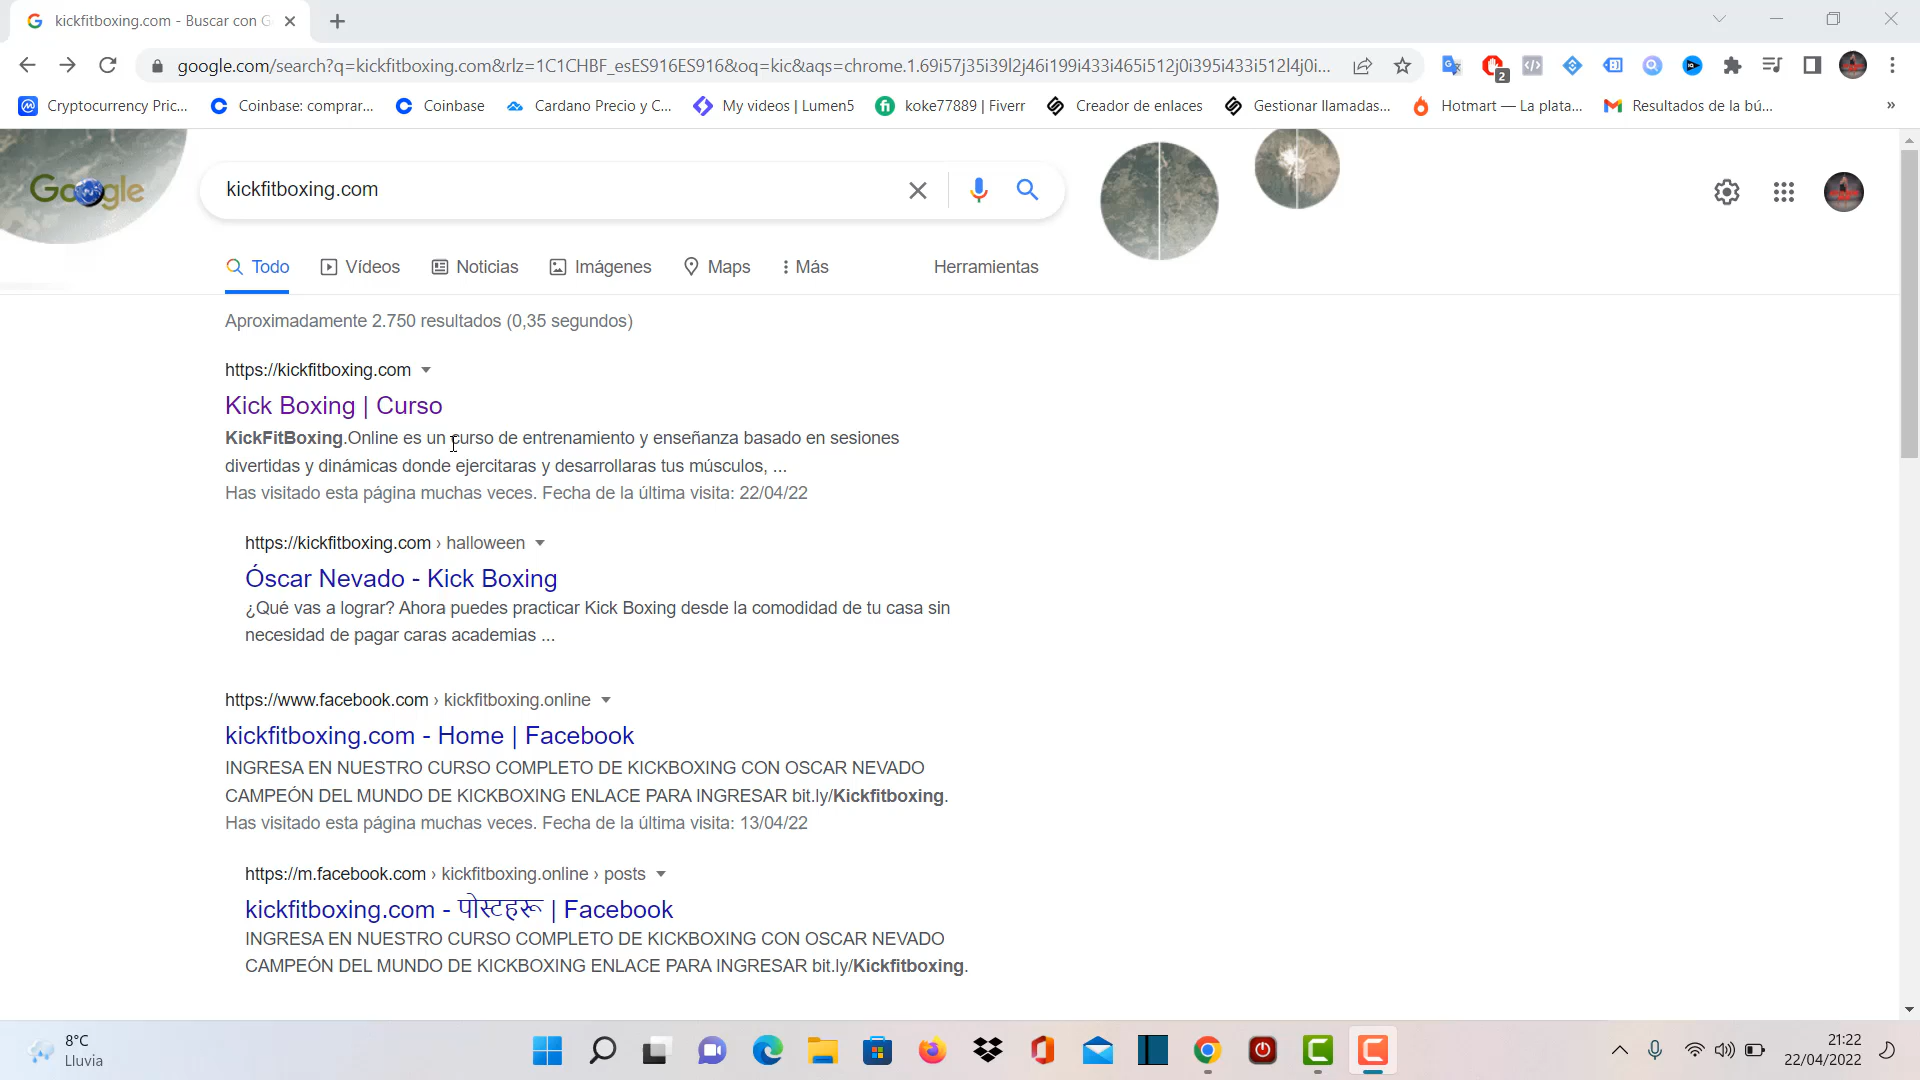 kickfitboxing.com - Buscar con G
google.com/search?q=kickfitboxing.com&rlz=1C1CHBF_esES916ES916&oq=kic&aqs=chrome.1.69i57j35i39l2j46i199i433i465i512j0i395i433i512l4j0i...
2
Cryptocurrency Pric... Coinbase: comprar... Coinbase Cardano Precio y C... My videos | Lumen5 koke77889 | Fiverr Creador de enlaces Gestionar llamadas... Hotmart — La plata... Resultados de la bú... »
Google
kickfitboxing.com
Todo Vídeos Noticias Imágenes Maps Más Herramientas
Aproximadamente 2.750 resultados (0,35 segundos)
https://kickfitboxing.com
Kick Boxing | Curso
KickFitBoxing.Online es un curso de entrenamiento y enseñanza basado en sesiones
divertidas y dinámicas donde ejercitaras y desarrollaras tus músculos, ...
Has visitado esta página muchas veces. Fecha de la última visita: 22/04/22
https://kickfitboxing.com › halloween
Óscar Nevado - Kick Boxing
¿Qué vas a lograr? Ahora puedes practicar Kick Boxing desde la comodidad de tu casa sin
necesidad de pagar caras academias ...
https://www.facebook.com › kickfitboxing.online
kickfitboxing.com - Home | Facebook
INGRESA EN NUESTRO CURSO COMPLETO DE KICKBOXING CON OSCAR NEVADO
CAMPEÓN DEL MUNDO DE KICKBOXING ENLACE PARA INGRESAR bit.ly/Kickfitboxing.
Has visitado esta página muchas veces. Fecha de la última visita: 13/04/22
https://m.facebook.com › kickfitboxing.online › posts
kickfitboxing.com - पोस्टहरू | Facebook
INGRESA EN NUESTRO CURSO COMPLETO DE KICKBOXING CON OSCAR NEVADO
CAMPEÓN DEL MUNDO DE KICKBOXING ENLACE PARA INGRESAR bit.ly/Kickfitboxing.
8°C
Lluvia
21:22
22/04/2022